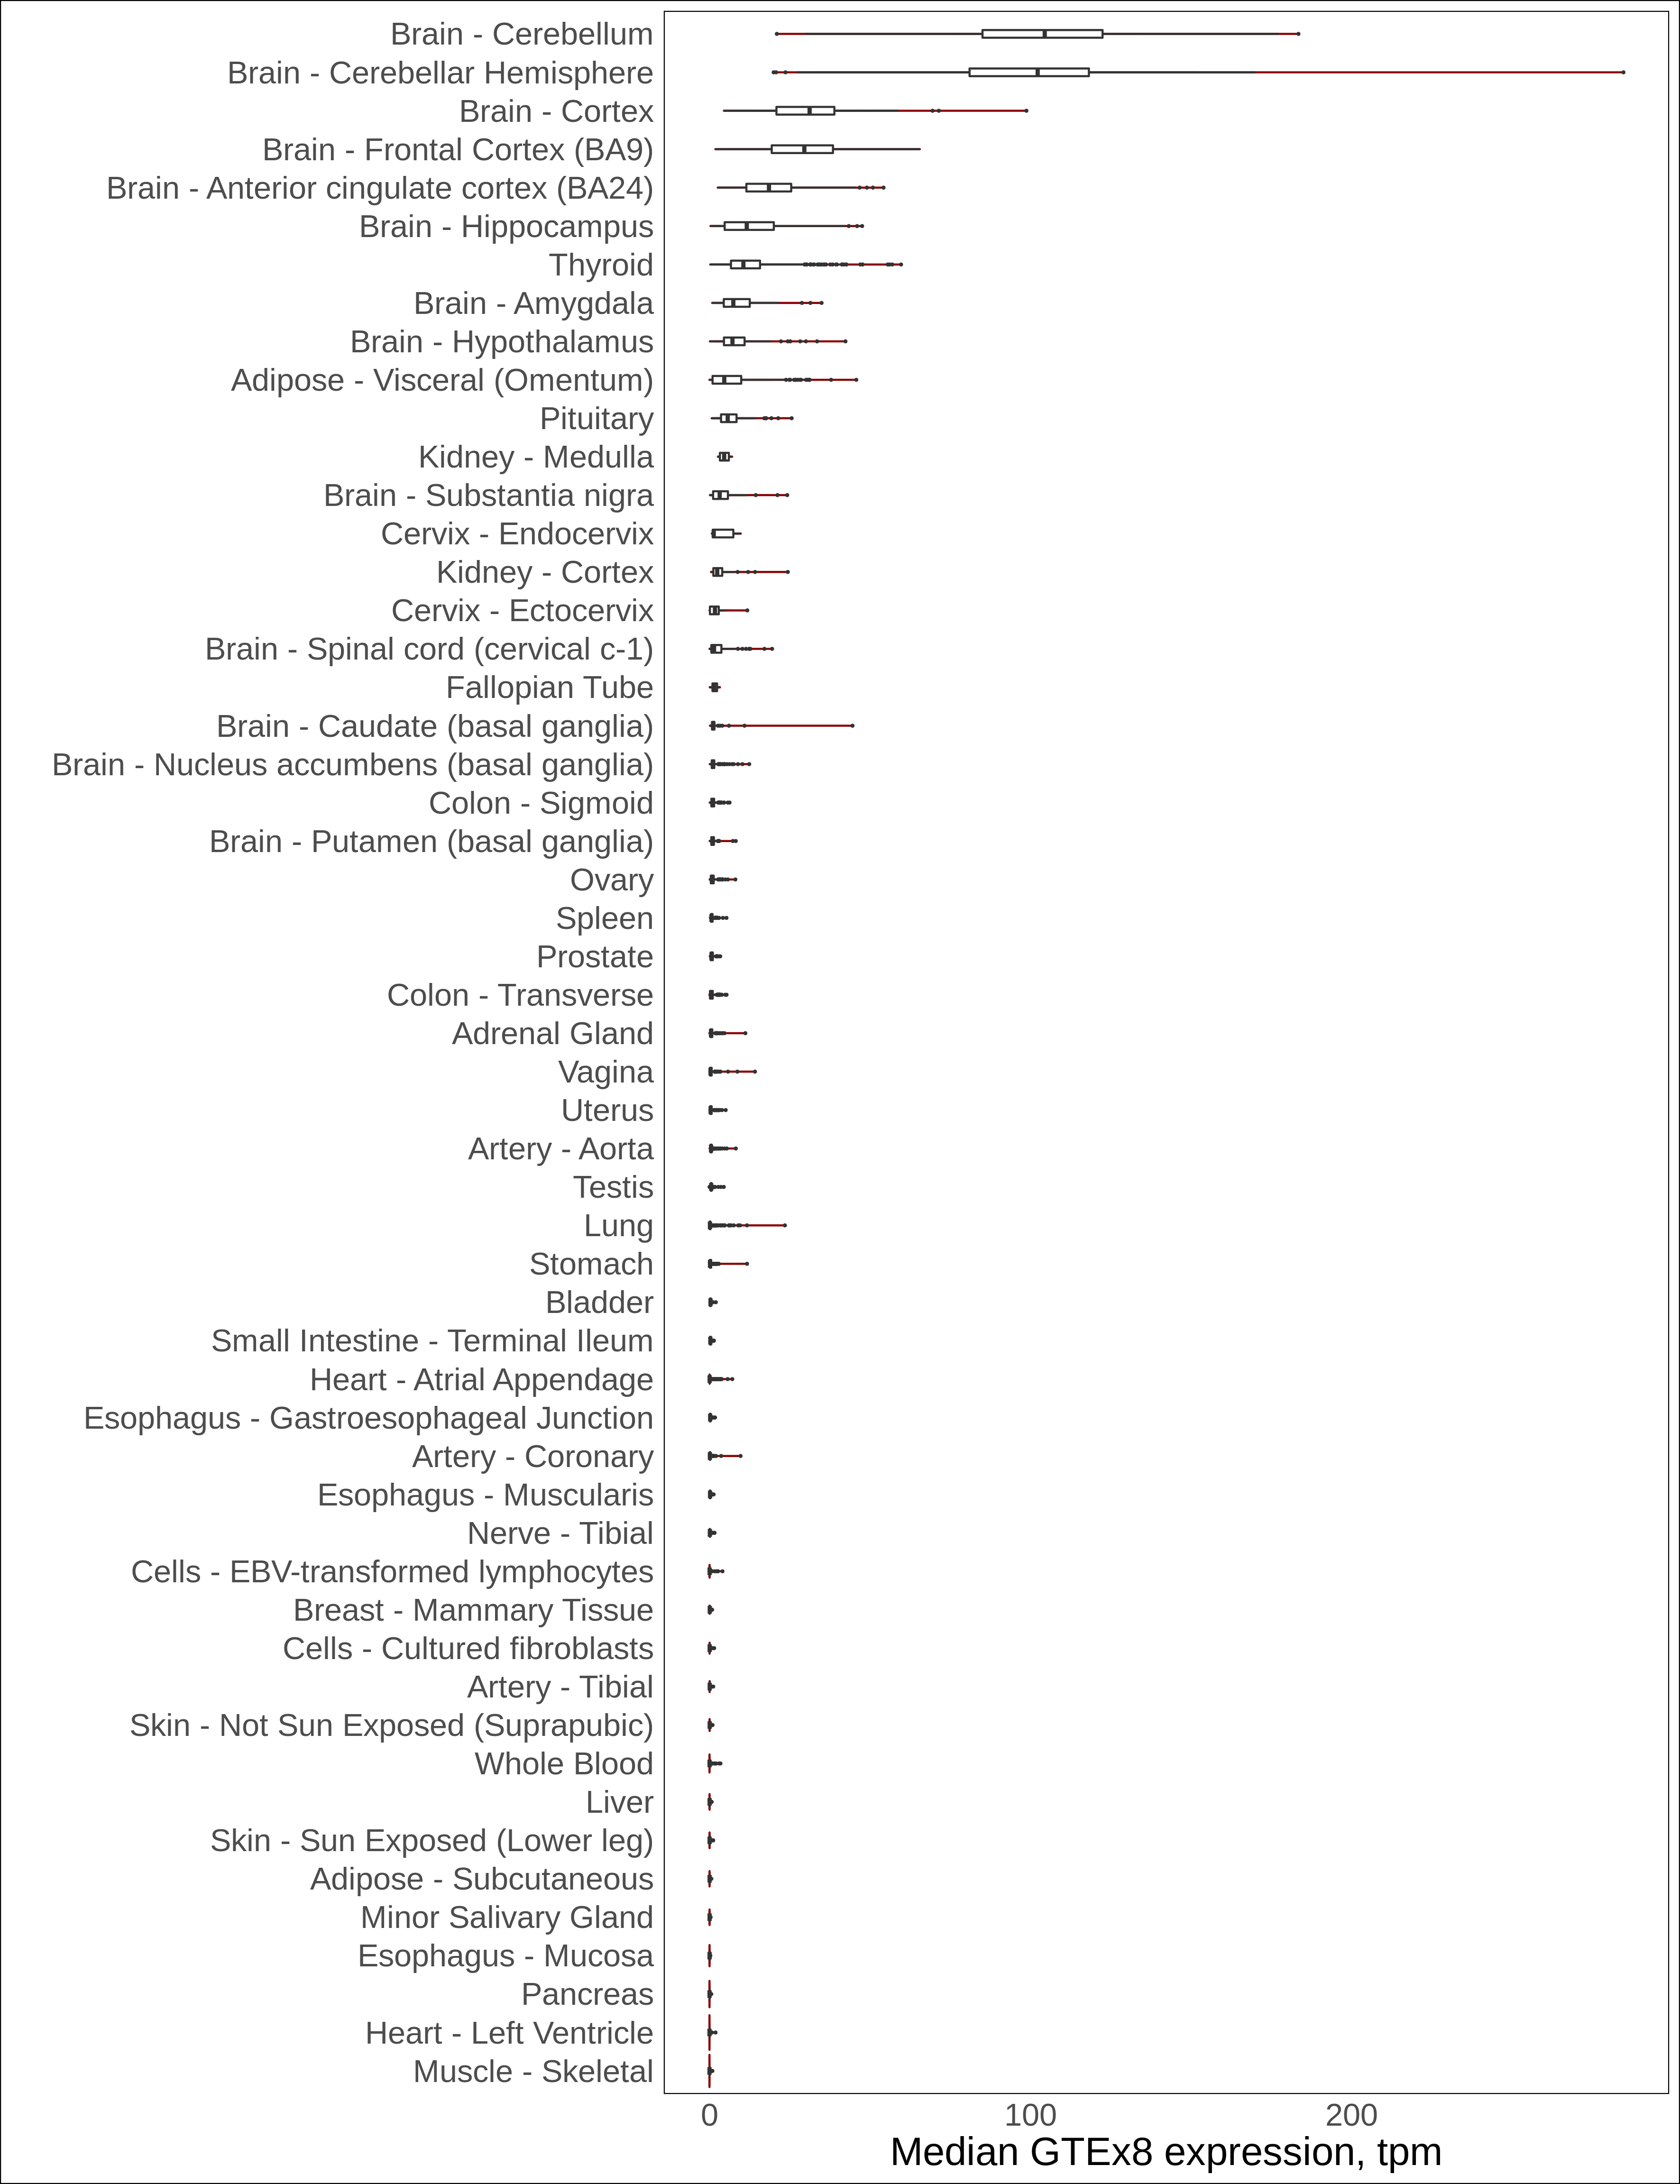 Brain - Cerebellum
Brain - Cerebellar Hemisphere
Brain - Cortex
Brain - Frontal Cortex (BA9)
Brain - Anterior cingulate cortex (BA24)
Brain - Hippocampus
Thyroid
Brain - Amygdala
Brain - Hypothalamus
Adipose - Visceral (Omentum)
Pituitary
Kidney - Medulla
Brain - Substantia nigra
Cervix - Endocervix
Kidney - Cortex
Cervix - Ectocervix
Brain - Spinal cord (cervical c-1)
Fallopian Tube
Brain - Caudate (basal ganglia)
Brain - Nucleus accumbens (basal ganglia)
Colon - Sigmoid
Brain - Putamen (basal ganglia)
Ovary
Spleen
Prostate
Colon - Transverse
Adrenal Gland
Vagina
Uterus
Artery - Aorta
Testis
Lung
Stomach
Bladder
Small Intestine - Terminal Ileum
Heart - Atrial Appendage
Esophagus - Gastroesophageal Junction
Artery - Coronary
Esophagus - Muscularis
Nerve - Tibial
Cells - EBV-transformed lymphocytes
Breast - Mammary Tissue
Cells - Cultured fibroblasts
Artery - Tibial
Skin - Not Sun Exposed (Suprapubic)
Whole Blood
Liver
Skin - Sun Exposed (Lower leg)
Adipose - Subcutaneous
Minor Salivary Gland
Esophagus - Mucosa
Pancreas
Heart - Left Ventricle
Muscle - Skeletal
0 100 200
Median GTEx8 expression, tpm